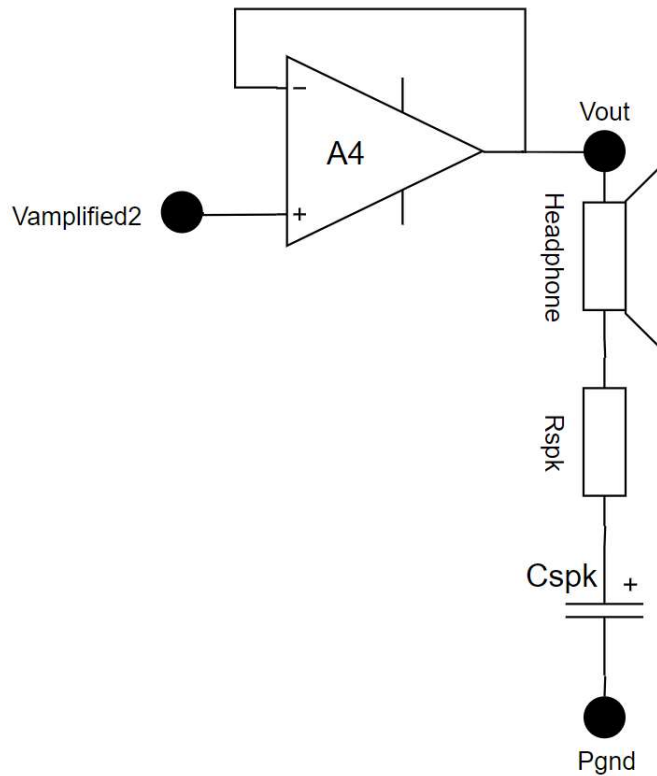 −
A4
Vout
Vamplified2
+
Headphone
Rspk
Cspk
+
Pgnd